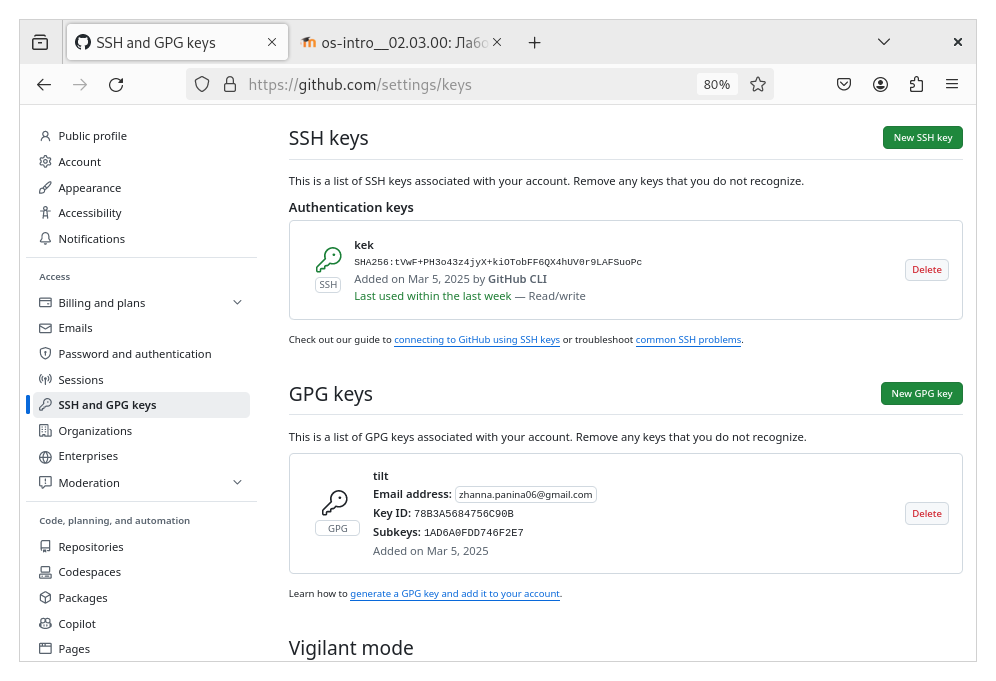 SSH and GPG keys
os-intro__02.03.00: Лабо
https://github.com/settings/keys
80%
Public profile
Account
Appearance
Accessibility
Notifications
Access
Billing and plans
Emails
Password and authentication
Sessions
SSH and GPG keys
Organizations
Enterprises
Moderation
Code, planning, and automation
Repositories
Codespaces
Packages
Copilot
Pages
SSH keys
New SSH key
This is a list of SSH keys associated with your account. Remove any keys that you do not recognize.
Authentication keys
kek
SHA256:tVwF+PH3o43z4jyX+kiOTobFF6QX4hUV0r9LAFSuoPc
Added on Mar 5, 2025 by GitHub CLI
Last used within the last week — Read/write
SSH
Delete
Check out our guide to connecting to GitHub using SSH keys or troubleshoot common SSH problems.
GPG keys
New GPG key
This is a list of GPG keys associated with your account. Remove any keys that you do not recognize.
tilt
Email address: zhanna.panina06@gmail.com
Key ID: 78B3A5684756C90B
Subkeys: 1AD6A0FDD746F2E7
Added on Mar 5, 2025
GPG
Delete
Learn how to generate a GPG key and add it to your account.
Vigilant mode